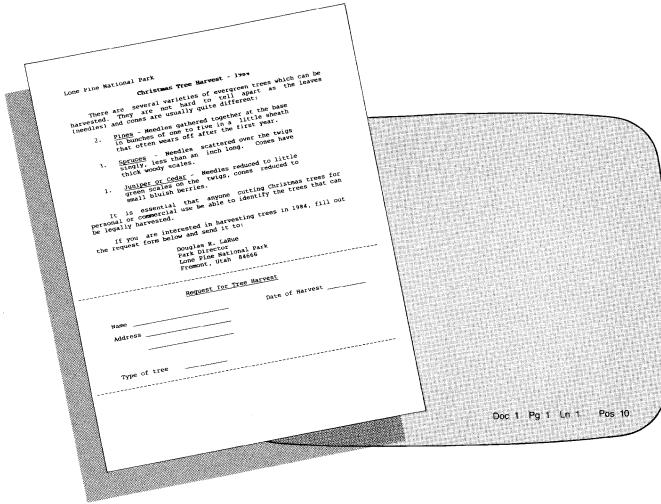 Lone Pine National Park
Christmas Tree Harvest - 1984
There are several varieties of evergreen trees which can be
harvested. They are not hard to tell apart as the leaves
(needles) and cones are usually quite different:
2. Pines - Needles gathered together at the base
in bunches of one to five in a little sheath
that often wears off after the first year.
3. Spruces - Needles scattered over the twigs
singly, less than an inch long. Cones have
thick woody scales.
1. Juniper or Cedar - Needles reduced to little
green scales on the twigs, cones reduced to
small bluish berries.
It is essential that anyone cutting Christmas trees for
personal or commercial use be able to identify the trees that can
be legally harvested.
If you are interested in harvesting trees in 1984, fill out
the request form below and send it to:
Douglas R. LaRue
Park Director
Lone Pine National Park
Fremont, Utah 84666
Request for Tree Harvest
Name
Date of Harvest
Address
Type of tree
Doc 1 Pg 1 Ln 1 Pos 10